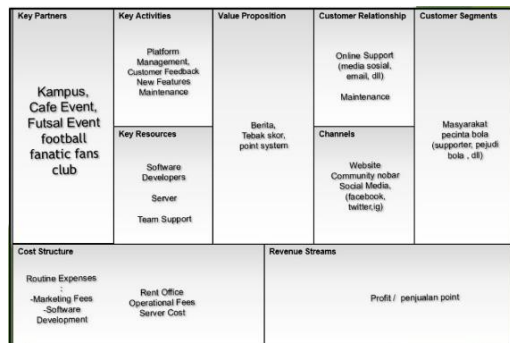 Key Partners
Kampus,
Cafe Event,
Futsal Event
football
fanatic fans
club
Key Activities
Platform
Management,
Customer Feedback
New Features
Maintenance
Key Resources
Software
Developers
Server
Team Support
Value Proposition
Berita,
Tebak skor,
point system
Customer Relationship
Online Support
(media sosial,
email, dll)
Maintenance
Channels
Website
Community nobar
Social Media,
(facebook,
twitter,ig)
Customer Segments
Masyarakat
pecinta bola
(supporter, pejudi
bola , dll)
Cost Structure
Routine Expenses
:
-Marketing Fees
-Software
Development
Rent Office
Operational Fees
Server Cost
Revenue Streams
Profit / penjualan point